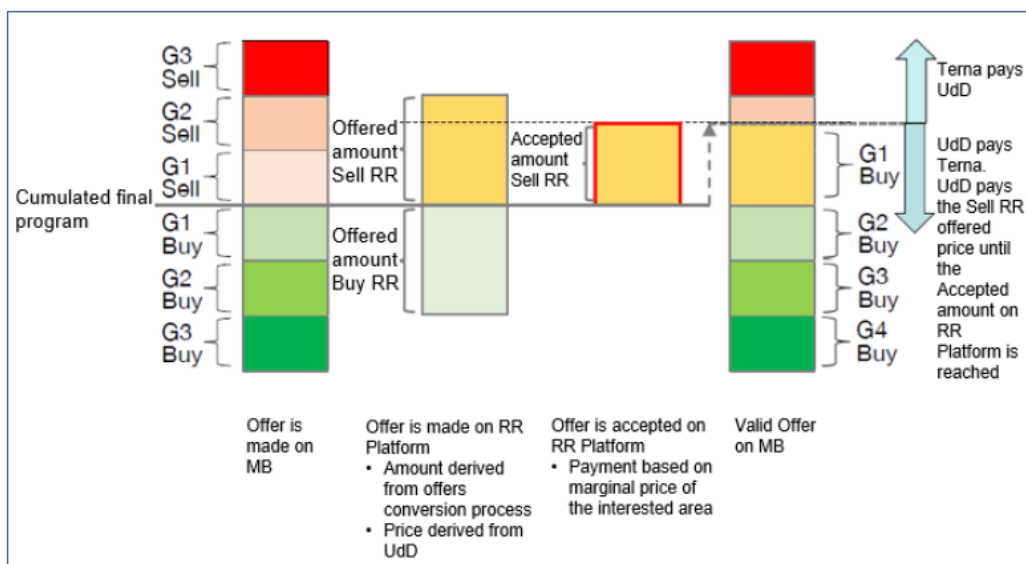 G3
Sell
G2
Sell
G1
Sell
Cumulated final
program
G1
Buy
G2
Buy
G3
Buy
Offered
amount
Sell RR
Offered
amount
Buy RR
Accepted
amount
Sell RR
G1
Buy
G2
Buy
G3
Buy
G4
Buy
Terna pays
UdD
UdD pays
Terna.
UdD pays
the Sell RR
offered
price until
the
Accepted
amount on
RR
Platform is
reached
Offer is
made on
MB
Offer is made on RR
Platform
• Amount derived
from offers
conversion process
• Price derived from
UdD
Offer is accepted on
RR Platform
• Payment based on
marginal price of
the interested area
Valid Offer
on MB